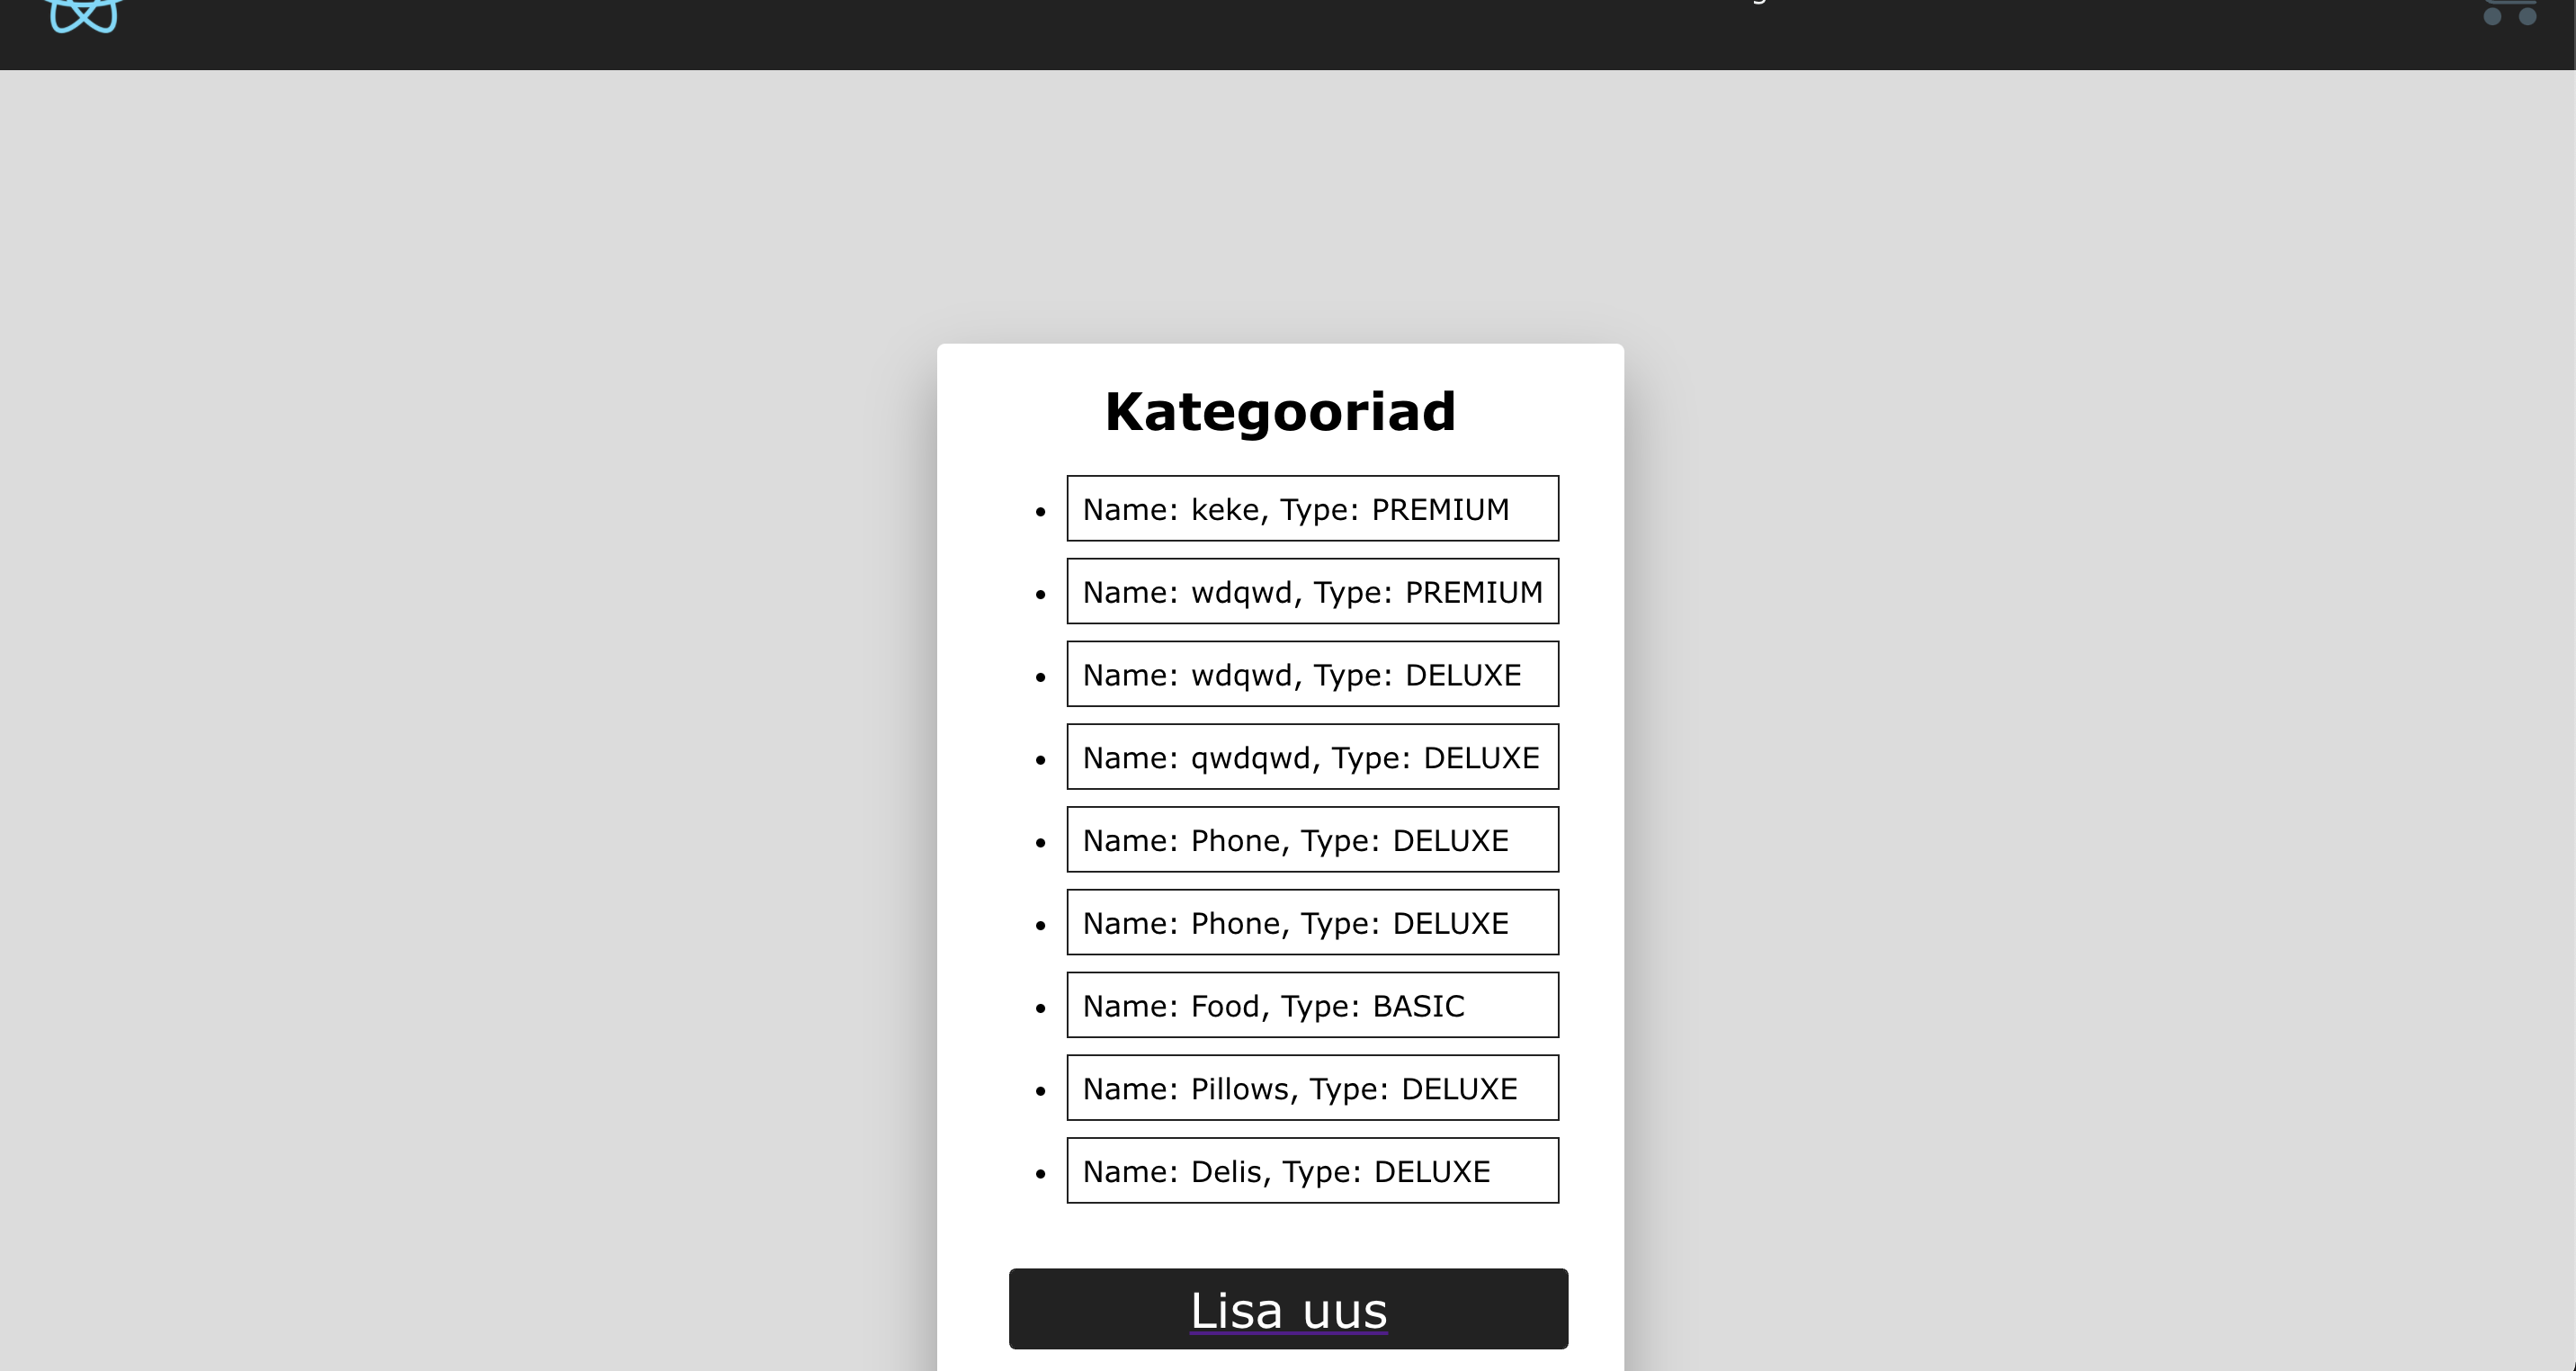 Kategooriad
Name: keke, Type: PREMIUM
Name: wdqwd, Type: PREMIUM
Name: wdqwd, Type: DELUXE
Name: qwdqwd, Type: DELUXE
Name: Phone, Type: DELUXE
Name: Phone, Type: DELUXE
Name: Food, Type: BASIC
Name: Pillows, Type: DELUXE
Name: Delis, Type: DELUXE
Lisa uus